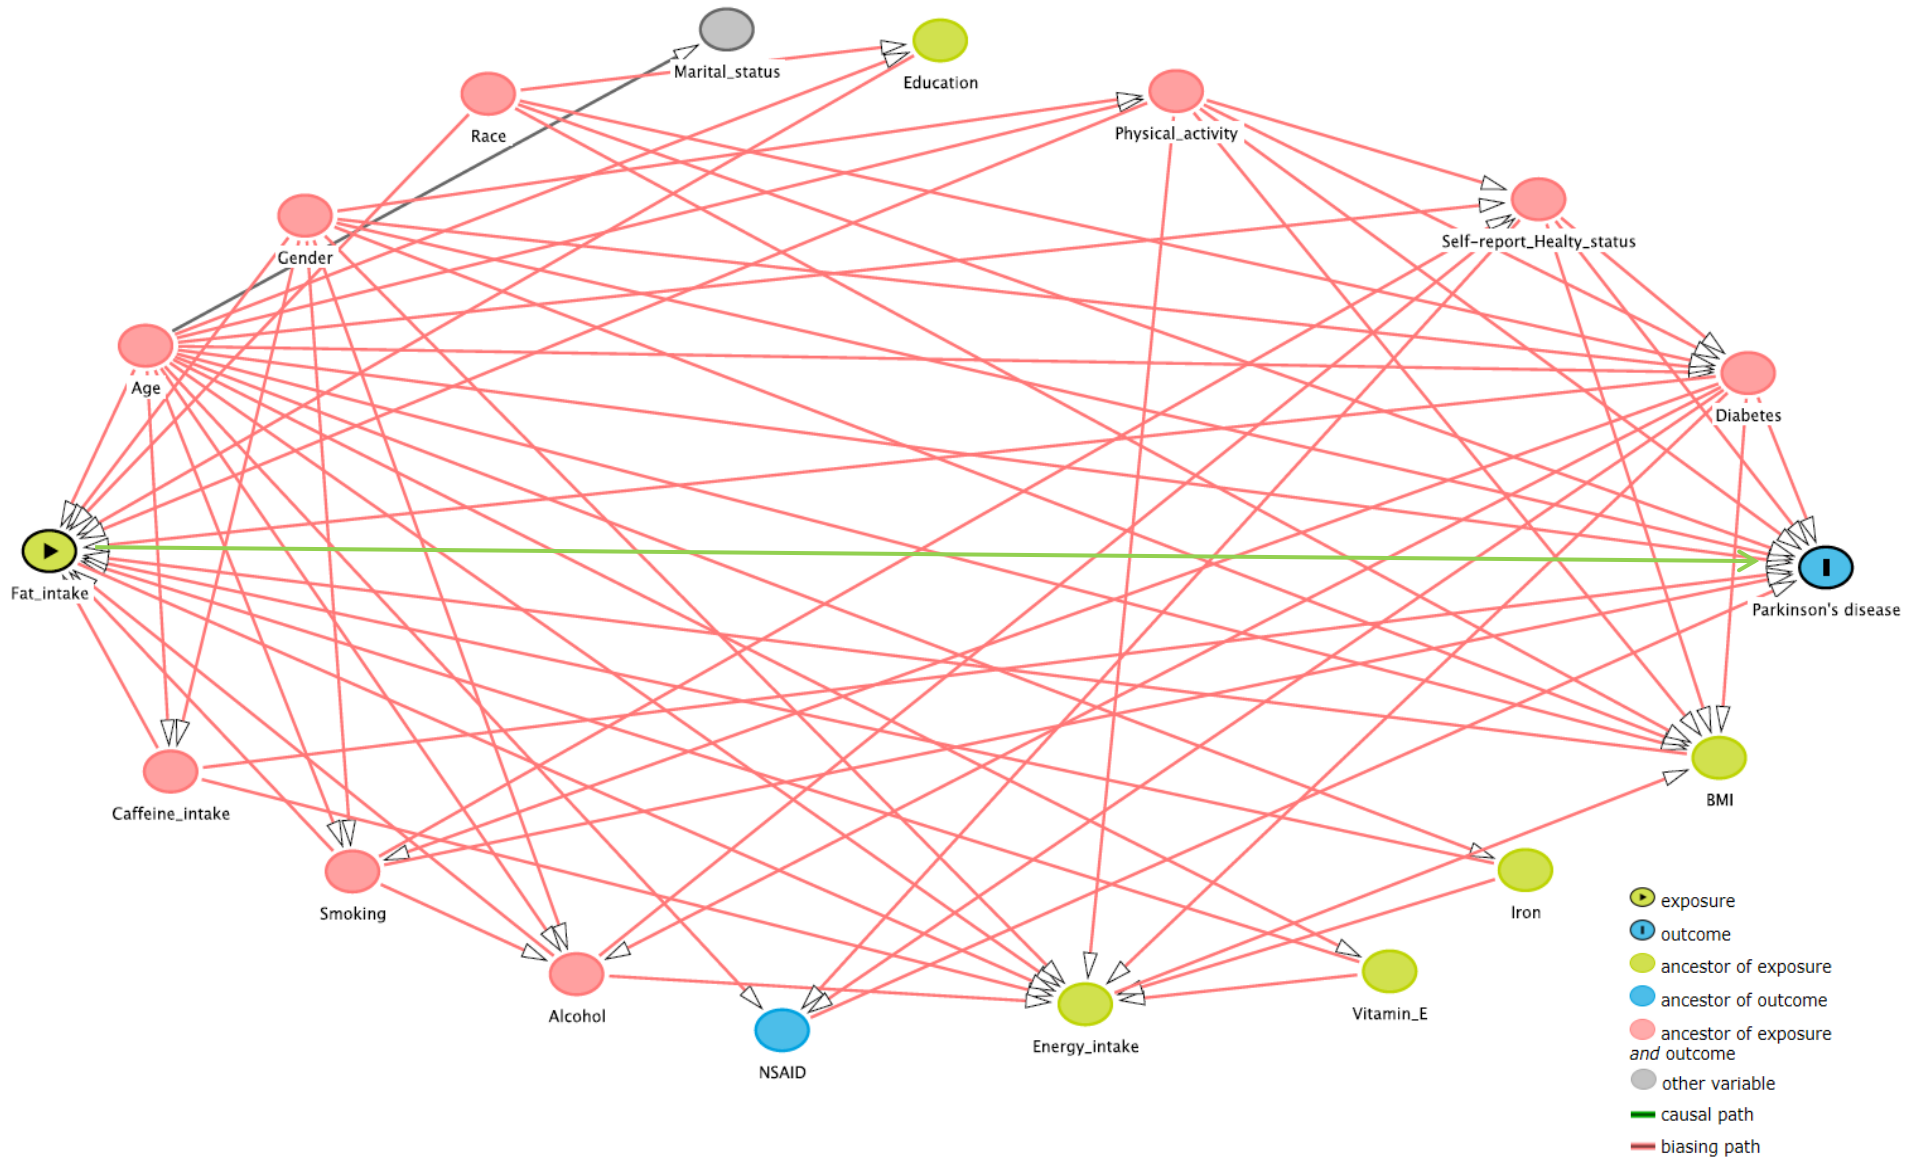 Marital_status
Education
Race
Physical_activity
Gender
Self-report_Healty_status
Age
Diabetes
Fat_intake
Parkinson's disease
Caffeine_intake
BMI
Smoking
Iron
Alcohol
Vitamin_E
NSAID
Energy_intake
exposure
outcome
ancestor of exposure
ancestor of outcome
ancestor of exposure
and outcome
other variable
causal path
biasing path